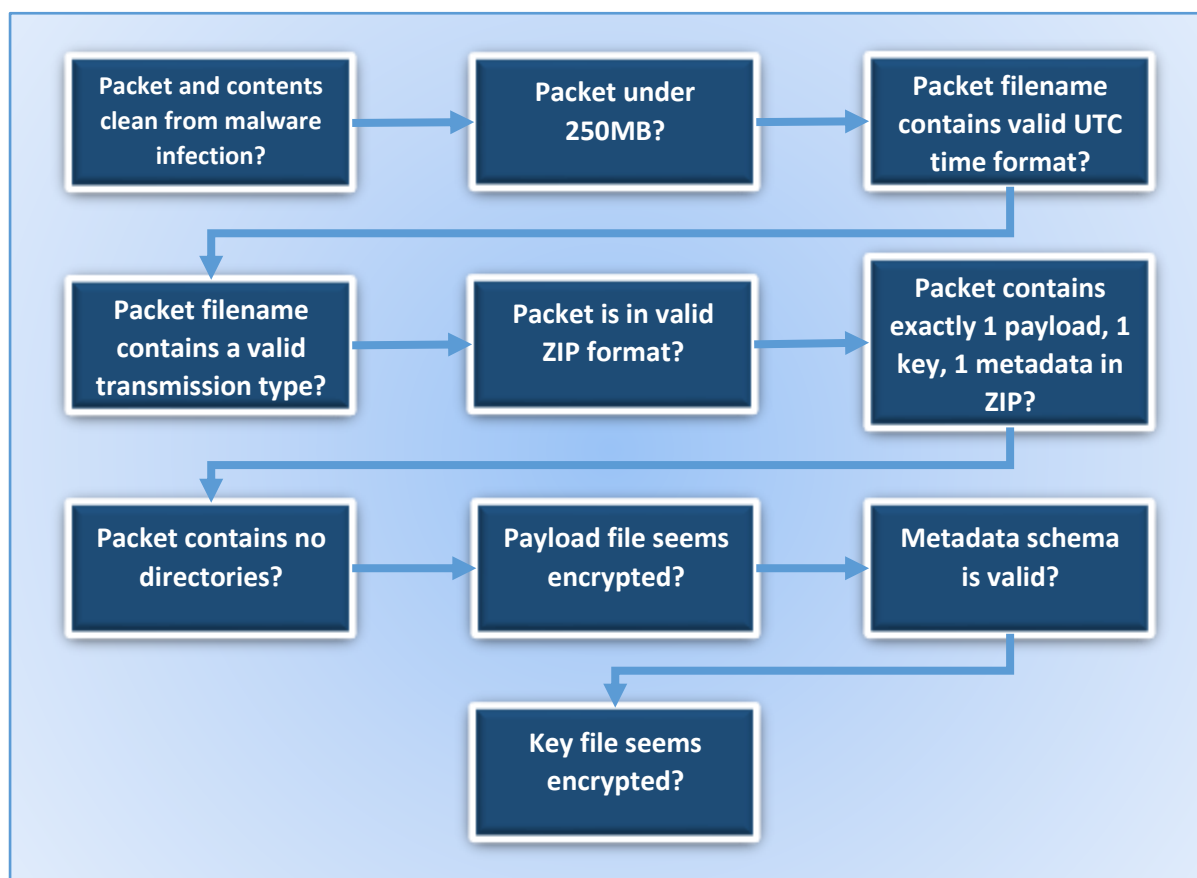 Packet and contents
clean from malware
infection?
Packet under
250MB?
Packet filename
contains valid UTC
time format?
Packet filename
contains a valid
transmission type?
Packet is in valid
ZIP format?
Packet contains
exactly 1 payload, 1
key, 1 metadata in
ZIP?
Packet contains no
directories?
Payload file seems
encrypted?
Metadata schema
is valid?
Key file seems
encrypted?